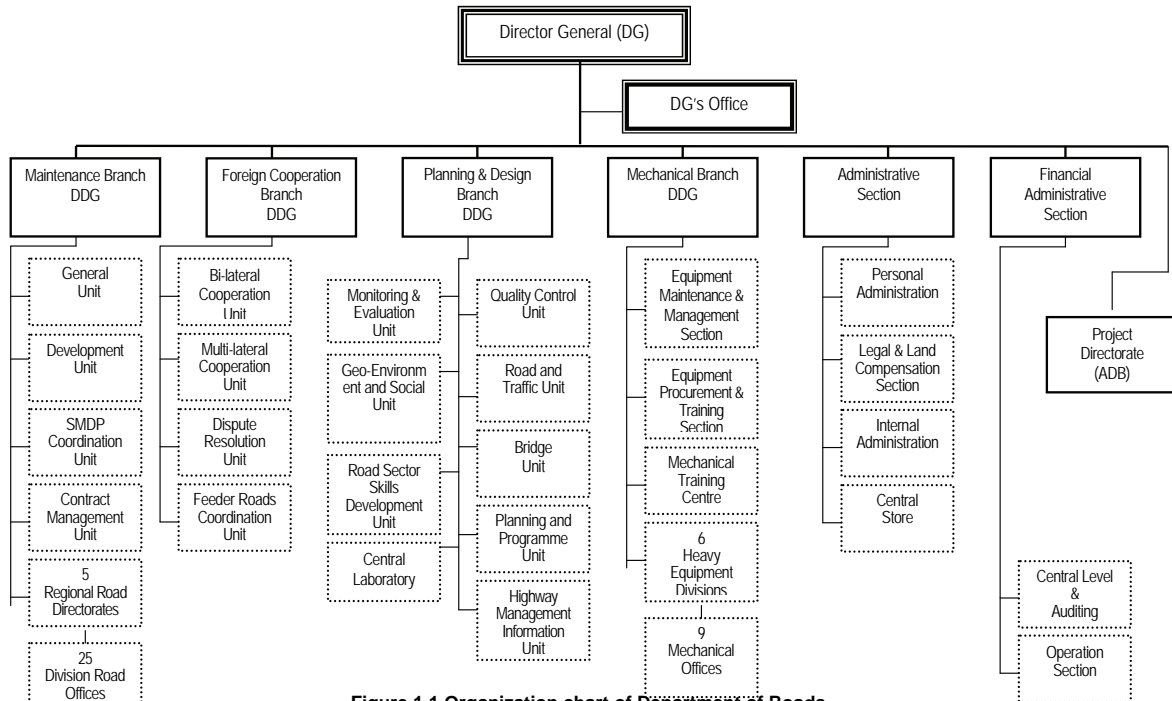 Director General (DG)
DG's Office
Maintenance Branch
DDG
Foreign Cooperation
Branch
DDG
Planning & Design
Branch
DDG
Mechanical Branch
DDG
Administrative
Section
Financial
Administrative
Section
General
Unit
Development
Unit
SMDP
Coordination
Unit
Contract
Management
Unit
5
Regional Road
Directorates
25
Division Road
Offices
Bi-lateral
Cooperation
Unit
Multi-lateral
Cooperation
Unit
Dispute
Resolution
Unit
Feeder Roads
Coordination
Unit
Monitoring &
Evaluation
Unit
Geo-Environm
ent and Social
Unit
Road Sector
Skills
Development
Unit
Central
Laboratory
Quality Control
Unit
Road and
Traffic Unit
Bridge
Unit
Planning and
Programme
Unit
Highway
Management
Information
Unit
Equipment
Maintenance &
Management
Section
Equipment
Procurement &
Training
Section
Mechanical
Training
Centre
6
Heavy
Equipment
Divisions
9
Mechanical
Offices
Personal
Administration
Legal & Land
Compensation
Section
Internal
Administration
Central
Store
Central Level
&
Auditing
Operation
Section
Project
Directorate
(ADB)
Figure 1.1 Organization chart of Department of Roads